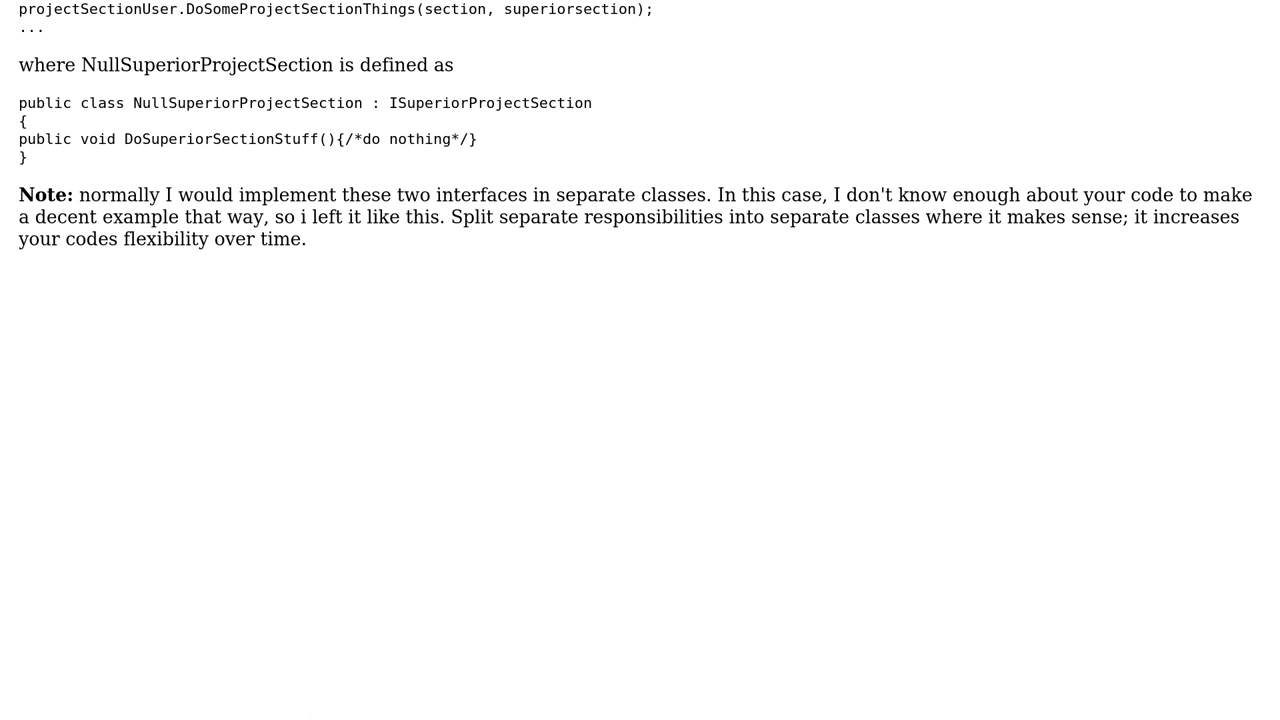 projectSectionUser.DoSomeProjectSectionThings(section, superiorsection);
...
where NullSuperiorProjectSection is defined as
public class NullSuperiorProjectSection : ISuperiorProjectSection
{
public void DoSuperiorSectionStuff(){/*do nothing*/}
}
Note: normally I would implement these two interfaces in separate classes. In this case, I don't know enough about your code to make
a decent example that way, so i left it like this. Split separate responsibilities into separate classes where it makes sense; it increases
your codes flexibility over time.